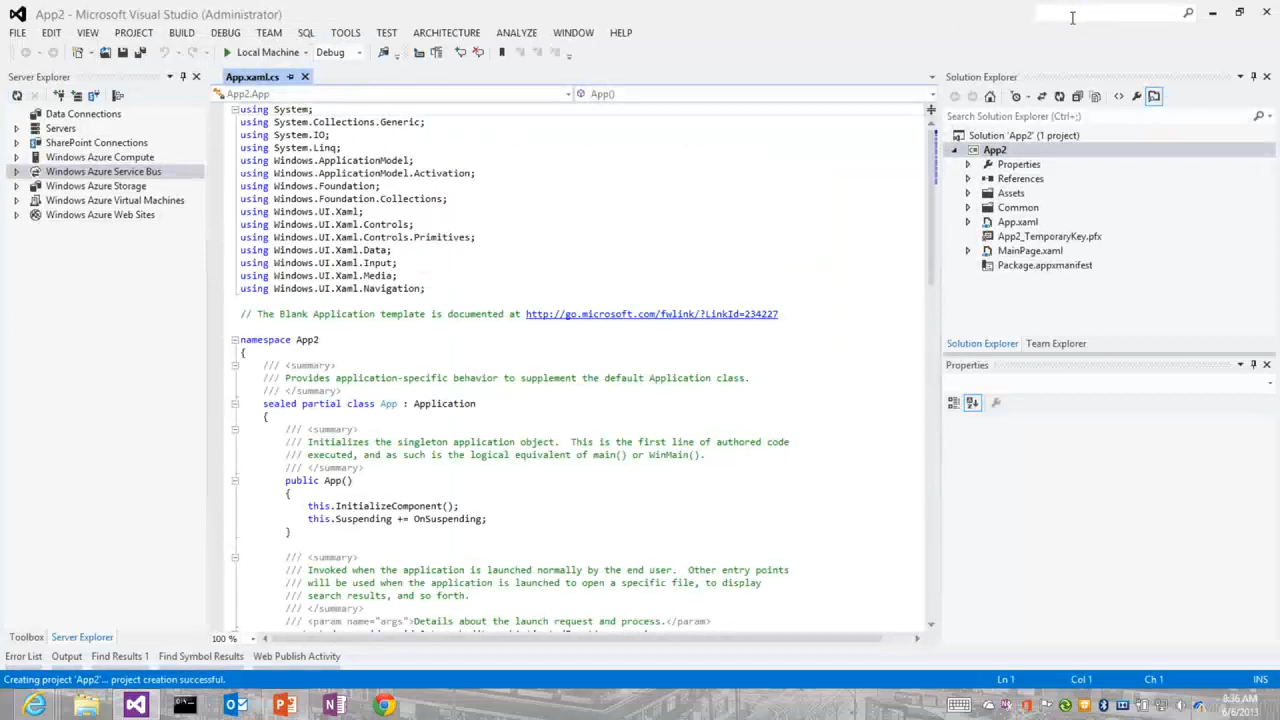 App2 - Microsoft Visual Studio (Administrator)
FILE EDIT VIEW PROJECT BUILD DEBUG TEAM SQL TOOLS TEST ARCHITECTURE ANALYZE WINDOW HELP
Local Machine Debug
Server Explorer
Data Connections
Servers
SharePoint Connections
Windows Azure Compute
Windows Azure Service Bus
Windows Azure Storage
Windows Azure Virtual Machines
Windows Azure Web Sites
Toolbox Server Explorer
App.xaml.cs
App2.App App()
using System;
using System.Collections.Generic;
using System.IO;
using System.Linq;
using Windows.ApplicationModel;
using Windows.ApplicationModel.Activation;
using Windows.Foundation;
using Windows.Foundation.Collections;
using Windows.UI.Xaml;
using Windows.UI.Xaml.Controls;
using Windows.UI.Xaml.Controls.Primitives;
using Windows.UI.Xaml.Data;
using Windows.UI.Xaml.Input;
using Windows.UI.Xaml.Media;
using Windows.UI.Xaml.Navigation;
// The Blank Application template is documented at http://go.microsoft.com/fwlink/?LinkId=234227
namespace App2
{
/// <summary>
/// Provides application-specific behavior to supplement the default Application class.
/// </summary>
sealed partial class App : Application
{
/// <summary>
/// Initializes the singleton application object.  This is the first line of authored code
/// executed, and as such is the logical equivalent of main() or WinMain().
/// </summary>
public App()
{
this.InitializeComponent();
this.Suspending += OnSuspending;
}
/// <summary>
/// Invoked when the application is launched normally by the end user.  Other entry points
/// will be used when the application is launched to open a specific file, to display
/// search results, and so forth.
/// </summary>
/// <param name="args">Details about the launch request and process.</param>
100 %
Solution Explorer
Search Solution Explorer (Ctrl+;)
Solution 'App2' (1 project)
App2
Properties
References
Assets
Common
App.xaml
App2_TemporaryKey.pfx
MainPage.xaml
Package.appxmanifest
Solution Explorer Team Explorer
Properties
Error List Output Find Results 1 Find Symbol Results Web Publish Activity
Creating project 'App2'... project creation successful. Ln 1 Col 1 Ch 1 INS
8:36 AM
6/6/2013